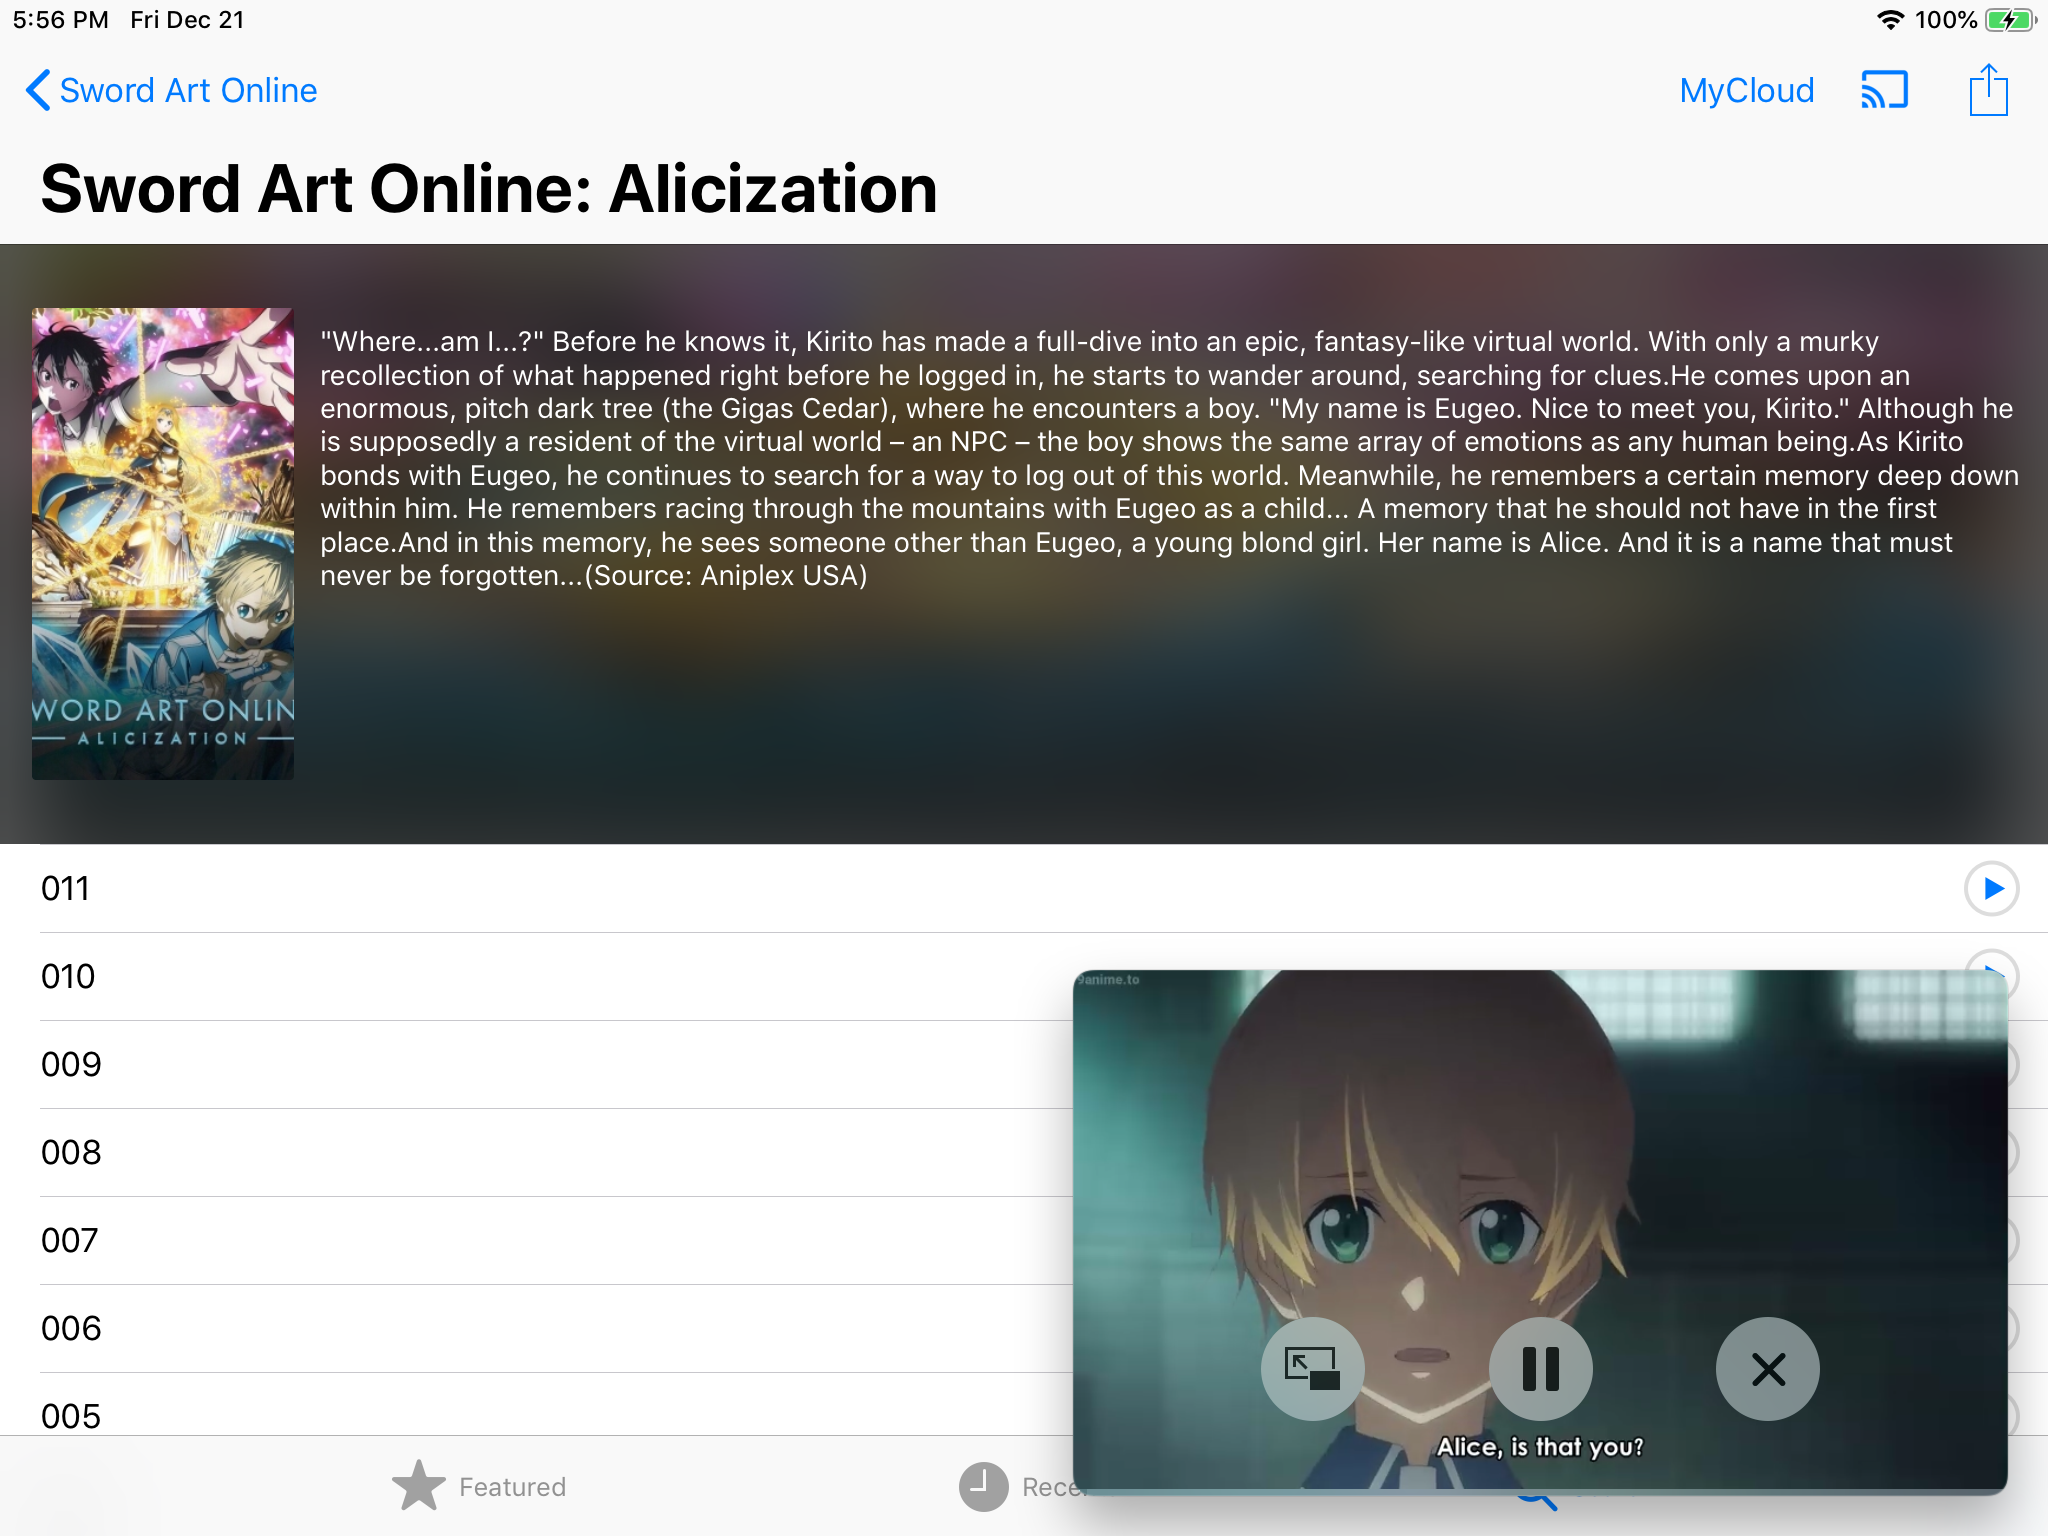 5:56 PM Fri Dec 21
100%
Sword Art Online
MyCloud
Sword Art Online: Alicization
"Where...am I...?" Before he knows it, Kirito has made a full-dive into an epic, fantasy-like virtual world. With only a murky
recollection of what happened right before he logged in, he starts to wander around, searching for clues.He comes upon an
enormous, pitch dark tree (the Gigas Cedar), where he encounters a boy. "My name is Eugeo. Nice to meet you, Kirito." Although he
is supposedly a resident of the virtual world – an NPC – the boy shows the same array of emotions as any human being.As Kirito
bonds with Eugeo, he continues to search for a way to log out of this world. Meanwhile, he remembers a certain memory deep down
within him. He remembers racing through the mountains with Eugeo as a child... A memory that he should not have in the first
place.And in this memory, he sees someone other than Eugeo, a young blond girl. Her name is Alice. And it is a name that must
never be forgotten...(Source: Aniplex USA)
WORD ART ONLIN
ALICIZATION
011
010
009
008
007
006
005
9anime.to
Alice, is that you?
Featured
Rece